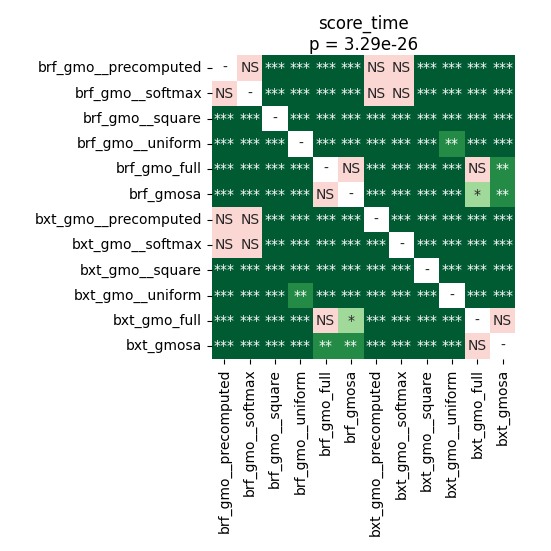 score_time
p = 3.29e-26
brf_gmo__precomputed - NS *** *** *** *** NS NS *** *** *** ***
brf_gmo__softmax NS - *** *** *** *** NS NS *** *** *** ***
brf_gmo__square *** *** - *** *** *** *** *** *** *** *** ***
brf_gmo__uniform *** *** *** - *** *** *** *** *** ** *** ***
brf_gmo_full *** *** *** *** - NS *** *** *** *** NS **
brf_gmosa *** *** *** *** NS - *** *** *** *** * **
bxt_gmo__precomputed NS NS *** *** *** *** - *** *** *** *** ***
bxt_gmo__softmax NS NS *** *** *** *** *** - *** *** *** ***
bxt_gmo__square *** *** *** *** *** *** *** *** - *** *** ***
bxt_gmo__uniform *** *** *** ** *** *** *** *** *** - *** ***
bxt_gmo_full *** *** *** *** NS * *** *** *** *** - NS
bxt_gmosa *** *** *** *** ** ** *** *** *** *** NS -
brf_gmo__precomputed
brf_gmo__softmax
brf_gmo__square
brf_gmo__uniform
brf_gmo_full
brf_gmosa
bxt_gmo__precomputed
bxt_gmo__softmax
bxt_gmo__square
bxt_gmo__uniform
bxt_gmo_full
bxt_gmosa